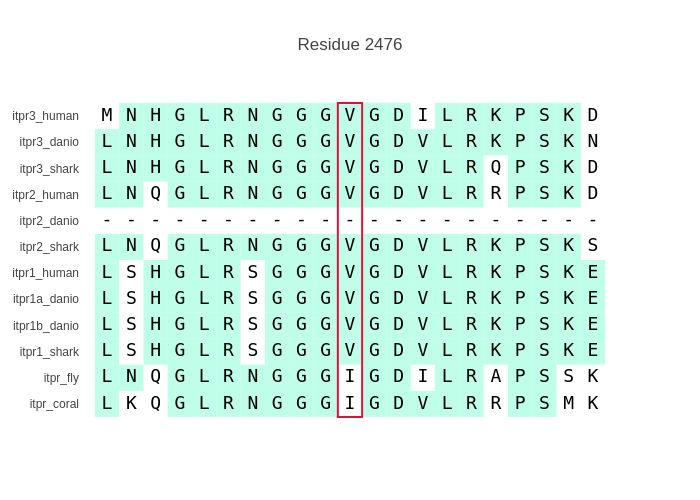 Residue 2476
itpr3_human M N H G L R N G G G V G D I L R K P S K D
itpr3_danio L N H G L R N G G G V G D V L R K P S K N
itpr3_shark L N H G L R N G G G V G D V L R Q P S K D
itpr2_human L N Q G L R N G G G V G D V L R R P S K D
itpr2_danio - - - - - - - - - - - - - - - - - - - - -
itpr2_shark L N Q G L R N G G G V G D V L R K P S K S
itpr1_human L S H G L R S G G G V G D V L R K P S K E
itpr1a_danio L S H G L R S G G G V G D V L R K P S K E
itpr1b_danio L S H G L R S G G G V G D V L R K P S K E
itpr1_shark L S H G L R S G G G V G D V L R K P S K E
itpr_fly L N Q G L R N G G G I G D I L R A P S S K
itpr_coral L K Q G L R N G G G I G D V L R R P S M K